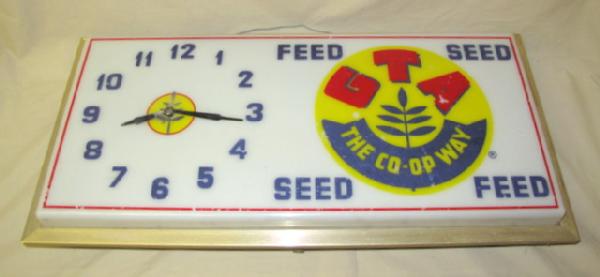 11 12 1
10 2
9 3
8 4
7 6 5
FEED SEED
GTA
THE CO-OP WAY
®
SEED FEED